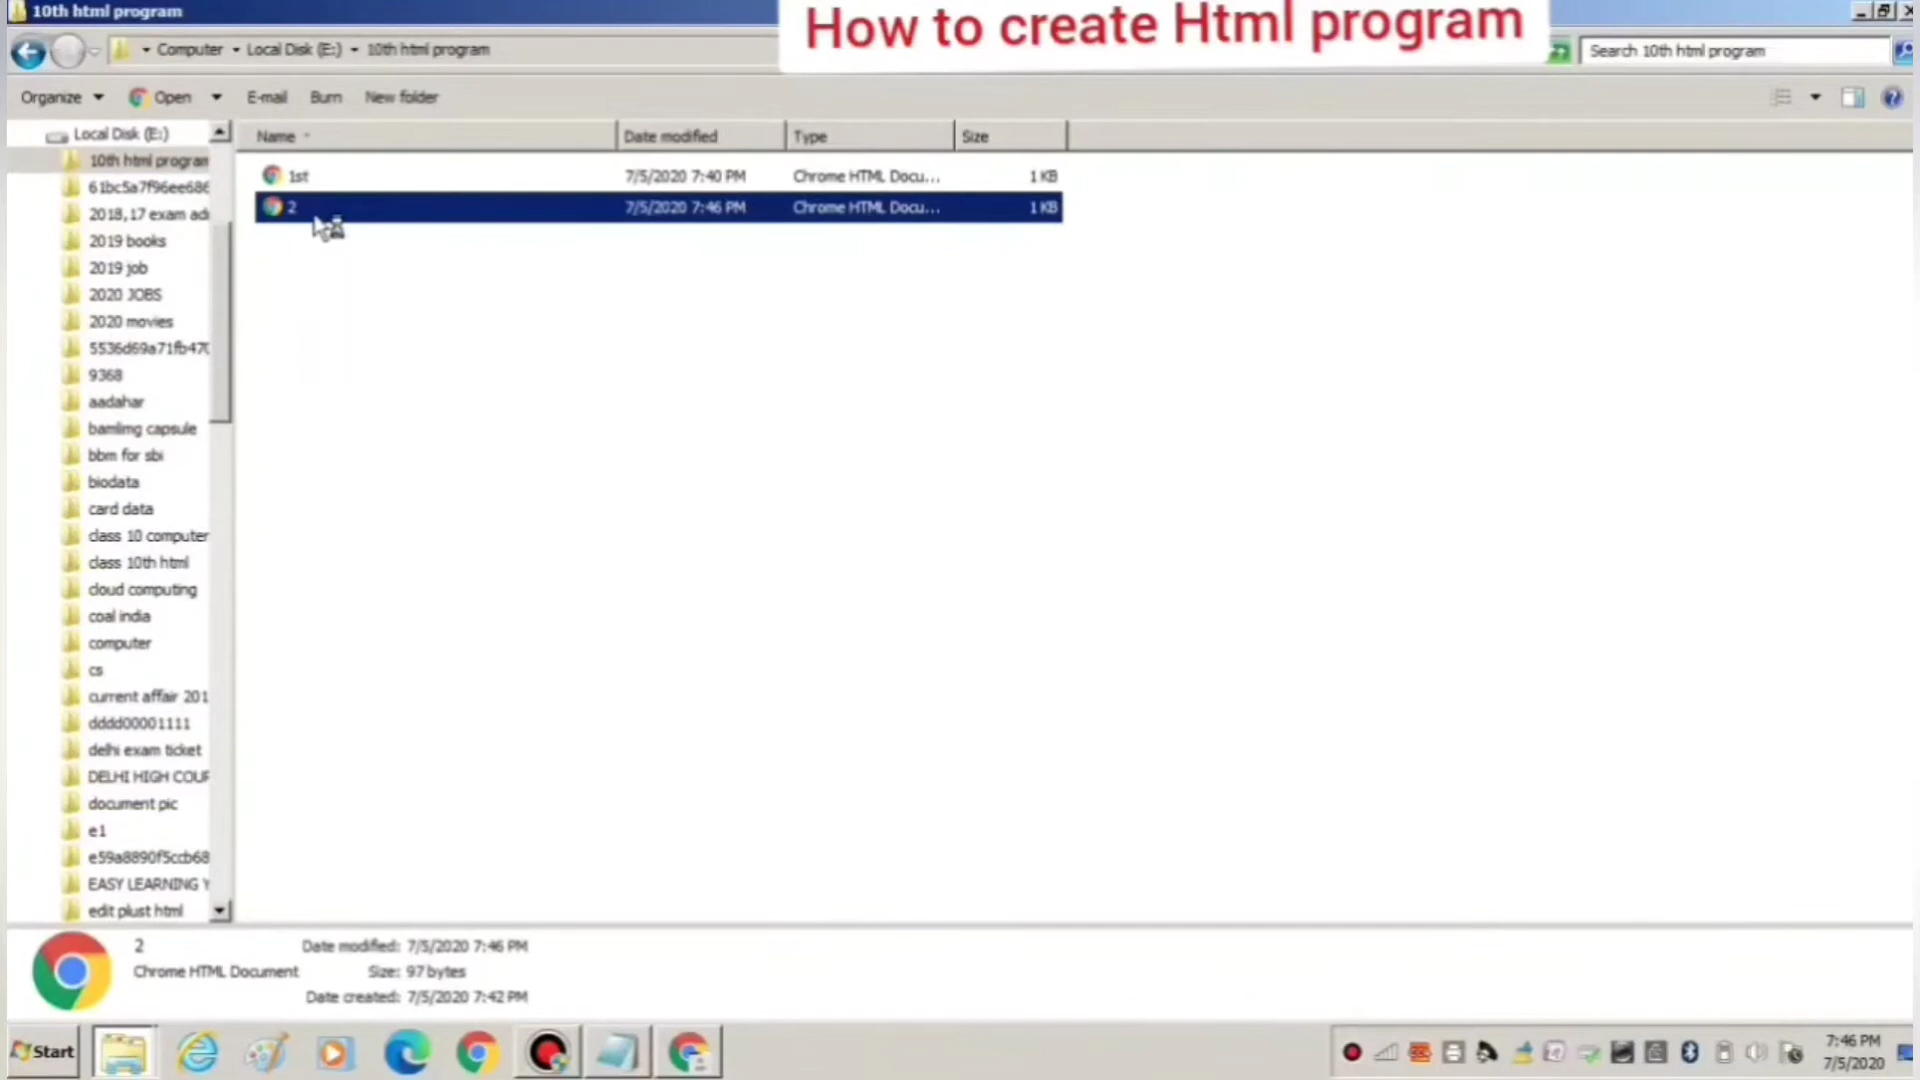 10th html program
How to create Html program
Computer Local Disk (E:) 10th html program
Search 10th html program
Organize Open E-mail Burn New folder
Local Disk (E:)
10th html program
61bc5a7f96ee686
2018,17 exam ad
2019 books
2019 job
2020 JOBS
2020 movies
5536d69a71fb470
9368
aadahar
bamlimg capsule
bbm for sbi
biodata
card data
class 10 computer
class 10th html
cloud computing
coal india
computer
cs
current affair 201
dddd00001111
delhi exam ticket
DELHI HIGH COUR
document pic
e1
e59a8890f5ccb68
EASY LEARNING Y
edit plust html
Name Date modified Type Size
1st 7/5/2020 7:40 PM Chrome HTML Docu... 1 KB
2 7/5/2020 7:46 PM Chrome HTML Docu... 1 KB
2 Date modified: 7/5/2020 7:46 PM
Chrome HTML Document Size: 97 bytes
Date created: 7/5/2020 7:42 PM
Start
7:46 PM
7/5/2020